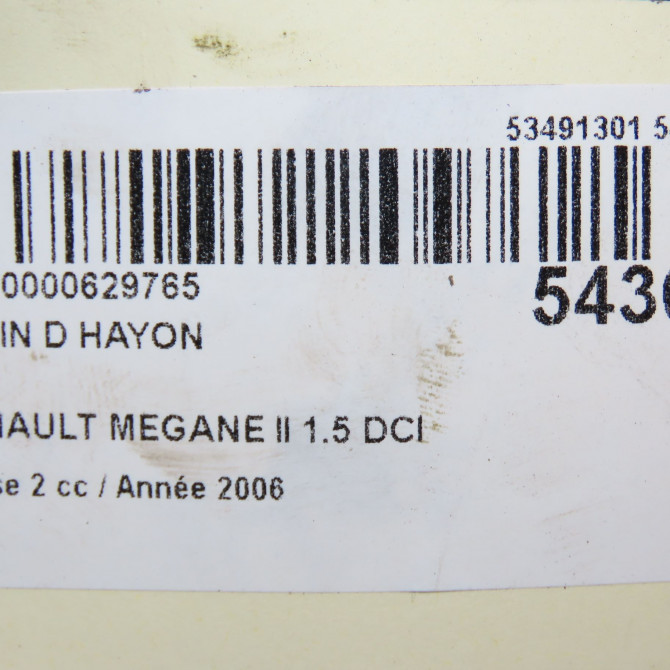 53491301 5
0000629765
5430
IN D HAYON
NAULT MEGANE II 1.5 DCI
se 2 cc / Année 2006